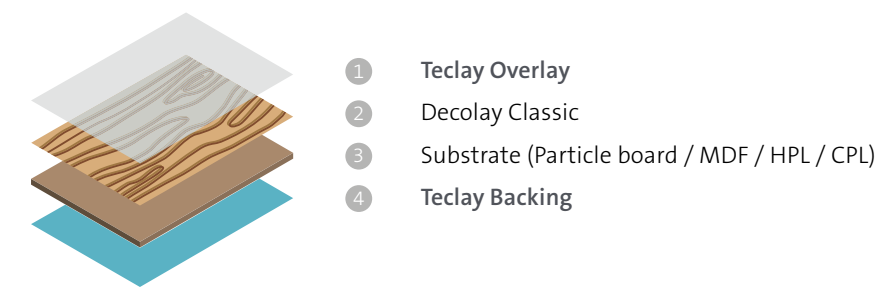 1 Teclay Overlay
2 Decolay Classic
3 Substrate (Particle board / MDF / HPL / CPL)
4 Teclay Backing